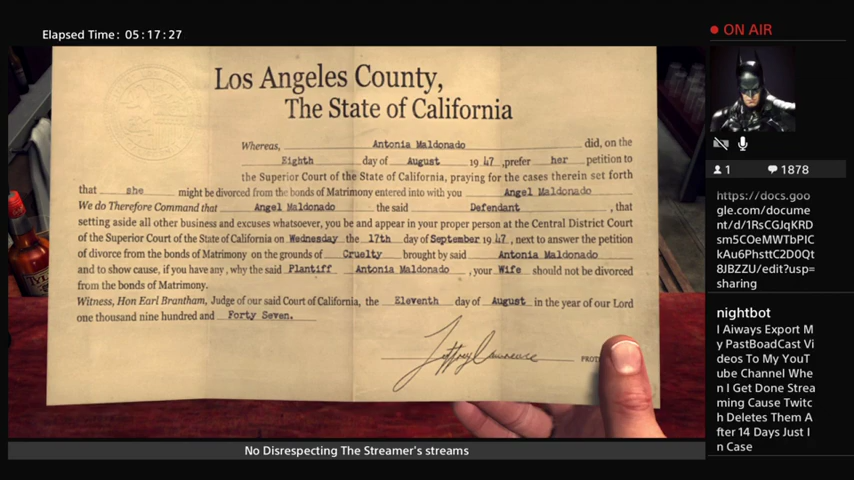 Elapsed Time: 05:17:27
ON AIR
Los Angeles County,
The State of California
Whereas, Antonia Maldonado did, on the
Eighth day of August 19 47, prefer her petition to
the Superior Court of the State of California, praying for the cases therein set forth
that she might be divorced from the bonds of Matrimony entered into with you Angel Maldonado
We do Therefore Command that Angel Maldonado the said Defendant, that
setting aside all other business and excuses whatsoever, you be and appear in your proper person at the Central District Court
of the Superior Court of the State of California on Wednesday the 17th day of September 19 47, next to answer the petition
of divorce from the bonds of Matrimony on the grounds of Cruelty brought by said Antonia Maldonado
and to show cause, if you have any, why the said Plantiff Antonia Maldonado, your Wife should not be divorced
from the bonds of Matrimony.
Witness, Hon Earl Brantham, Judge of our said Court of California, the Eleventh day of August in the year of our Lord
one thousand nine hundred and Forty Seven.
PROT
1 1878
https://docs.goo
gle.com/docume
nt/d/1RsCGJqKRD
sm5COeMWTbPIC
kAu6PhsttC2D0Qt
8JBZZU/edit?usp=
sharing
nightbot
I Aiways Export M
y PastBoadCast Vi
deos To My YouT
ube Channel Whe
n I Get Done Strea
ming Cause Twitc
h Deletes Them A
fter 14 Days Just I
n Case
No Disrespecting The Streamer's streams